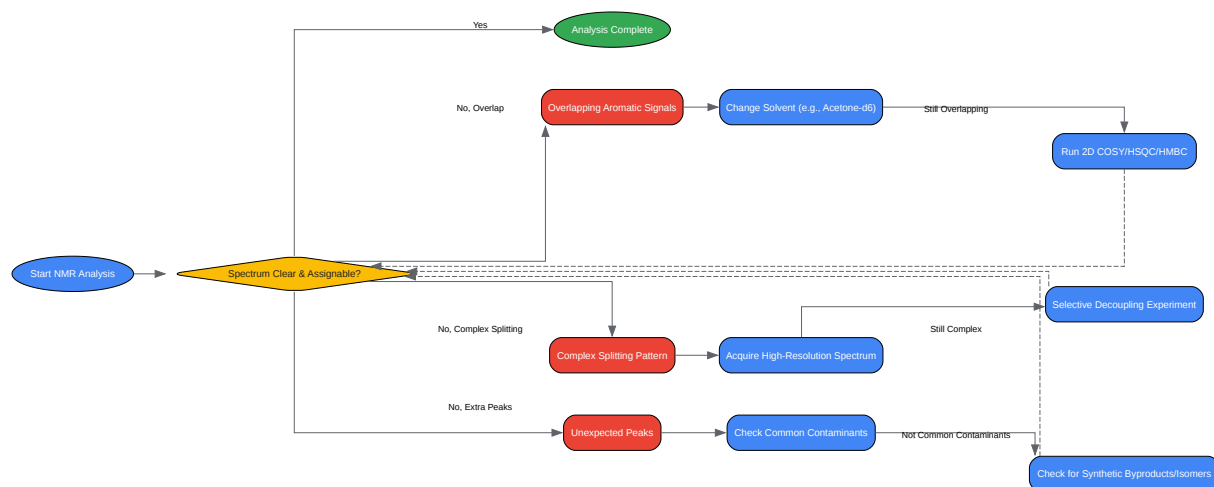 Yes
Analysis Complete
No, Overlap
Overlapping Aromatic Signals
Change Solvent (e.g., Acetone-d6)
Still Overlapping
Run 2D COSY/HSQC/HMBC
Start NMR Analysis
Spectrum Clear & Assignable?
Selective Decoupling Experiment
No, Complex Splitting
Still Complex
Complex Splitting Pattern
Acquire High-Resolution Spectrum
No, Extra Peaks
Unexpected Peaks
Check Common Contaminants
Not Common Contaminants
Check for Synthetic Byproducts/Isomers